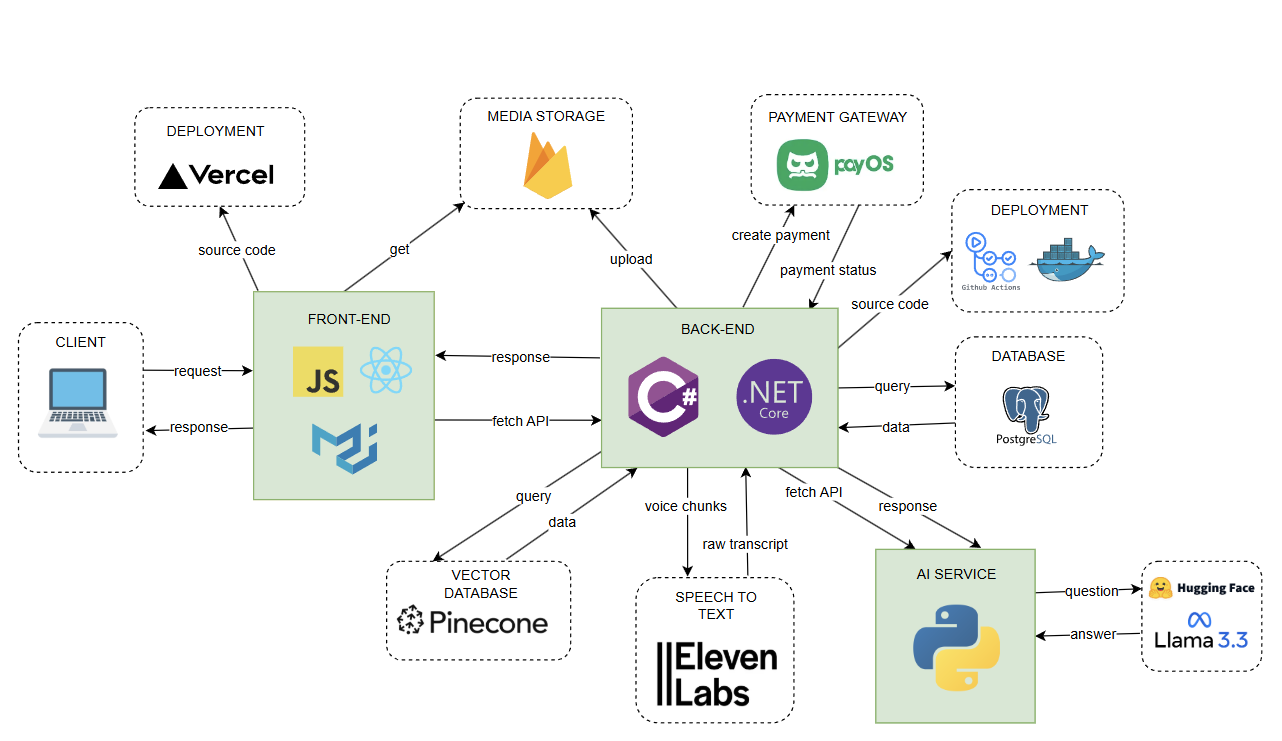 DEPLOYMENT
Vercel
MEDIA STORAGE
PAYMENT GATEWAY
payOS
DEPLOYMENT
Github Actions
source code
get
upload
create payment
payment status
source code
CLIENT
FRONT-END
JS
BACK-END
C#
.NET
Core
DATABASE
PostgreSQL
request
response
response
fetch API
query
data
query
data
voice chunks
raw transcript
fetch API
response
VECTOR
DATABASE
Pinecone
SPEECH TO
TEXT
ElevenLabs
AI SERVICE
question
answer
Hugging Face
Llama 3.3